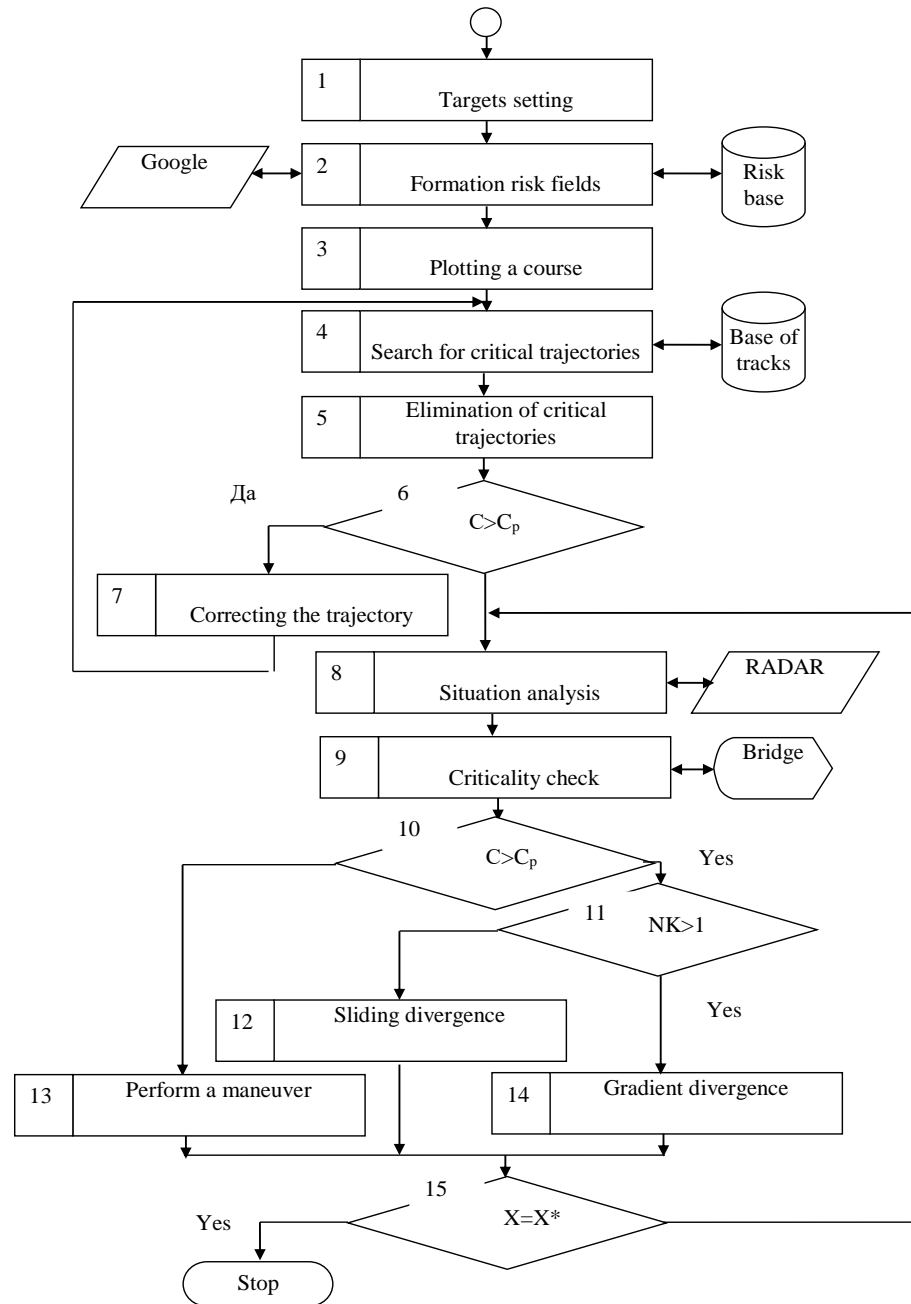 1
Targets setting
Google
2
Formation risk fields
Risk
base
3
Plotting a course
4
Search for critical trajectories
Base of
tracks
5
Elimination of critical
trajectories
Да
6
C>Cp
7
Correcting the trajectory
8
Situation analysis
RADAR
9
Criticality check
Bridge
10
C>Cp
Yes
11
NK>1
Yes
12
Sliding divergence
13
Perform a maneuver
14
Gradient divergence
15
X=X*
Yes
Stop